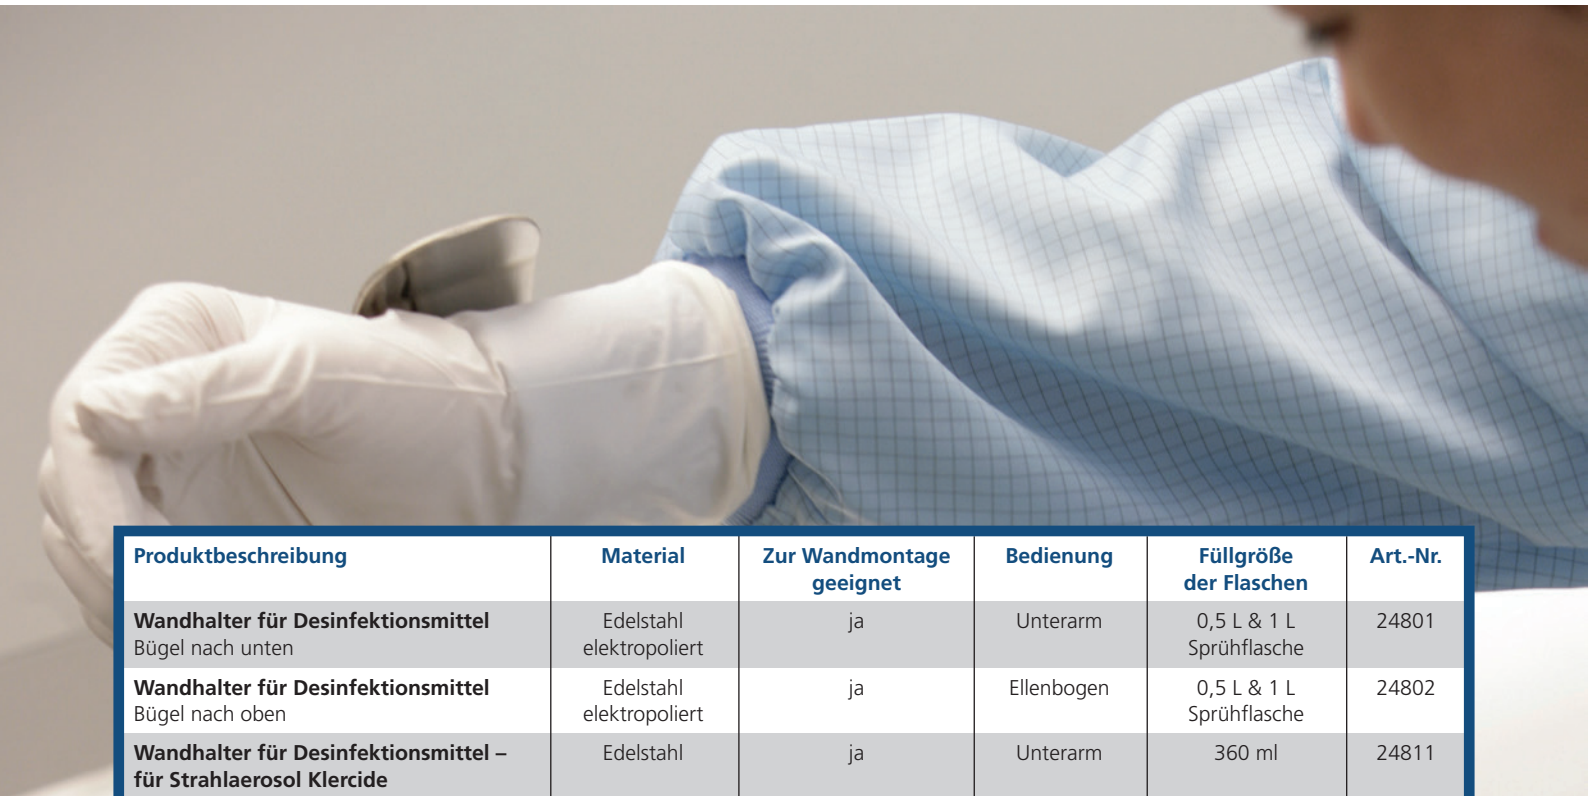 Produktbeschreibung Material Zur Wandmontage Bedienung Füllgröße Art.-Nr.
geeignet der Flaschen
Wandhalter für Desinfektionsmittel Edelstahl ja Unterarm 0,5 L & 1 L 24801
Bügel nach unten elektropoliert Sprühflasche
Wandhalter für Desinfektionsmittel Edelstahl ja Ellenbogen 0,5 L & 1 L 24802
Bügel nach oben elektropoliert Sprühflasche
Wandhalter für Desinfektionsmittel – Edelstahl ja Unterarm 360 ml 24811
für Strahlaerosol Klercide